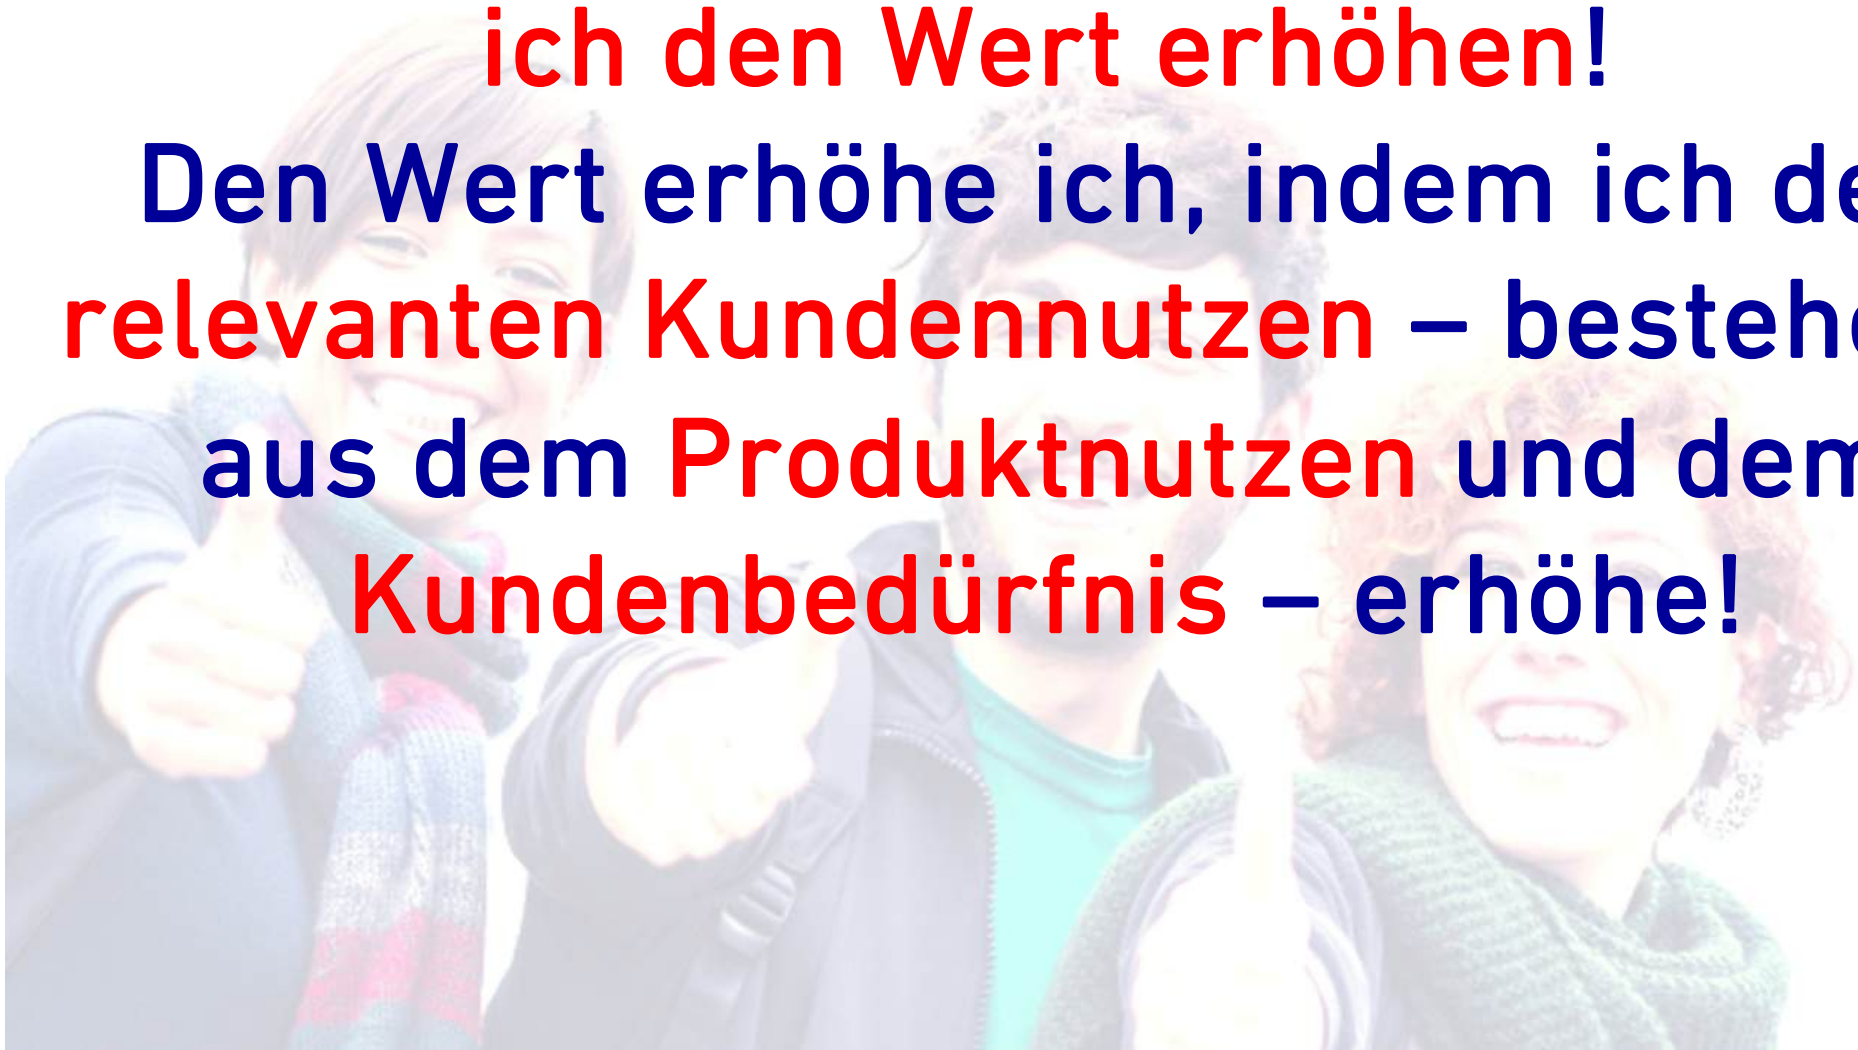 ich den Wert erhöhen!
Den Wert erhöhe ich, indem ich
relevanten Kundennutzen –
aus dem Produktnutzen und dem
Kundenbedürfnis – erhöhe!